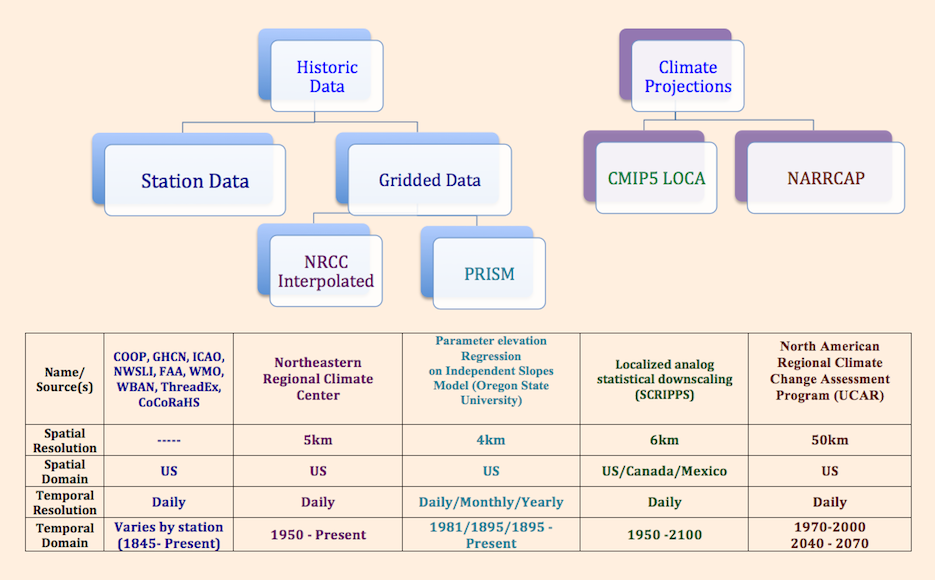 Historic
Data
Climate
Projections
Station Data
Gridded Data
CMIP5 LOCA
NARRCAP
NRCC
Interpolated
PRISM
Name/
Source(s)
COOP, GHCN, ICAO,
NWSLI, FAA, WMO,
WBAN, ThreadEx,
CoCoRaHS
Northeastern
Regional Climate
Center
Parameter elevation
Regression
on Independent Slopes
Model (Oregon State
University)
Localized analog
statistical downscaling
(SCRIPPS)
North American
Regional Climate
Change Assessment
Program (UCAR)
Spatial
Resolution
-----
5km
4km
6km
50km
Spatial
Domain
US
US
US
US/Canada/Mexico
US
Temporal
Resolution
Daily
Daily
Daily/Monthly/Yearly
Daily
Daily
Temporal
Domain
Varies by station
(1845- Present)
1950 - Present
1981/1895/1895 -
Present
1950 -2100
1970-2000
2040 - 2070